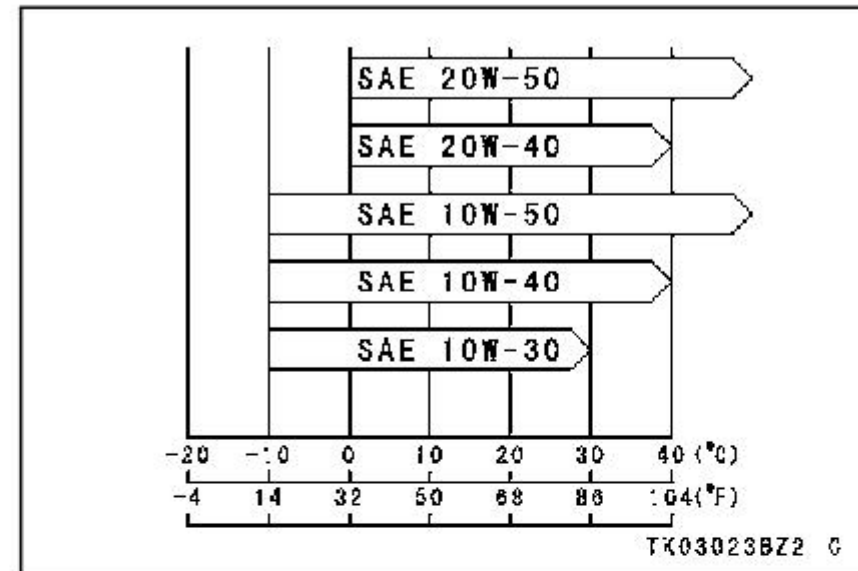 SAE 20W-50
SAE 20W-40
SAE 10W-50
SAE 10W-40
SAE 10W-30
-20 -10 0 10 20 30 40 (°C)
-4 14 32 50 68 86 104(°F)
TK03023BZ2 C